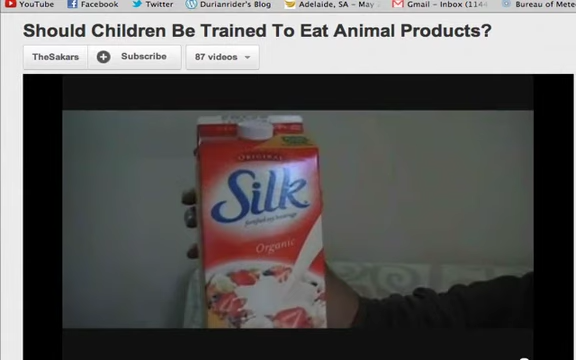 YouTube Facebook Twitter Durianrider's Blog Adelaide, SA - May Gmail - Inbox (114 Bureau of Mete
Should Children Be Trained To Eat Animal Products?
TheSakars + Subscribe 87 videos
ORIGINAL
Silk
Organic